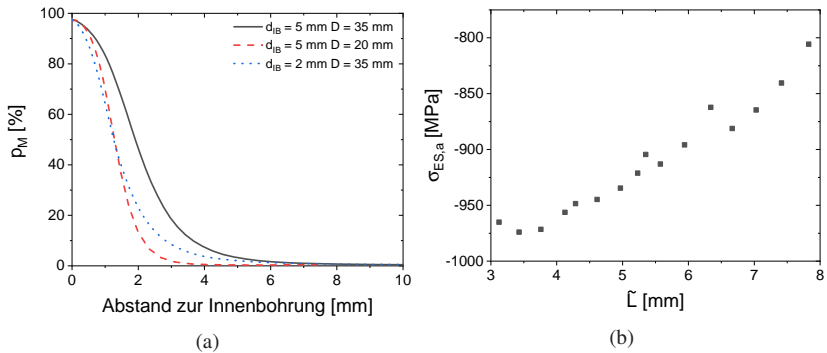 d_IB = 5 mm D = 35 mm
d_IB = 5 mm D = 20 mm
d_IB = 2 mm D = 35 mm
p_M [%]
100
80
60
40
20
0
0 2 4 6 8 10
Abstand zur Innenbohrung [mm]
(a)
σ_ES,a [MPa]
-800
-850
-900
-950
-1000
3 4 5 6 7 8
L̃ [mm]
(b)